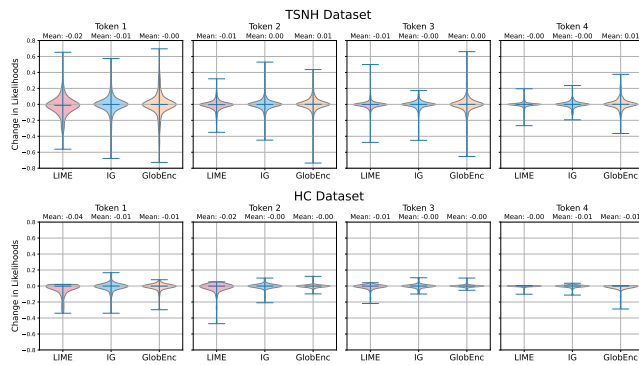 TSNH Dataset
Token 1 Token 2 Token 3 Token 4
Mean: -0.02 Mean: -0.01 Mean: -0.00 Mean: -0.01 Mean: 0.00 Mean: 0.01 Mean: -0.01 Mean: -0.00 Mean: 0.00 Mean: -0.00 Mean: -0.00 Mean: 0.01
Change in Likelihoods
0.8
0.6
0.4
0.2
0.0
−0.2
−0.4
−0.6
−0.8
LIME IG GlobEnc LIME IG GlobEnc LIME IG GlobEnc LIME IG GlobEnc
HC Dataset
Token 1 Token 2 Token 3 Token 4
Mean: -0.04 Mean: -0.01 Mean: -0.01 Mean: -0.02 Mean: -0.00 Mean: -0.00 Mean: -0.01 Mean: -0.00 Mean: -0.00 Mean: -0.00 Mean: -0.00 Mean: -0.01
Change in Likelihoods
0.8
0.6
0.4
0.2
0.0
−0.2
−0.4
−0.6
−0.8
LIME IG GlobEnc LIME IG GlobEnc LIME IG GlobEnc LIME IG GlobEnc